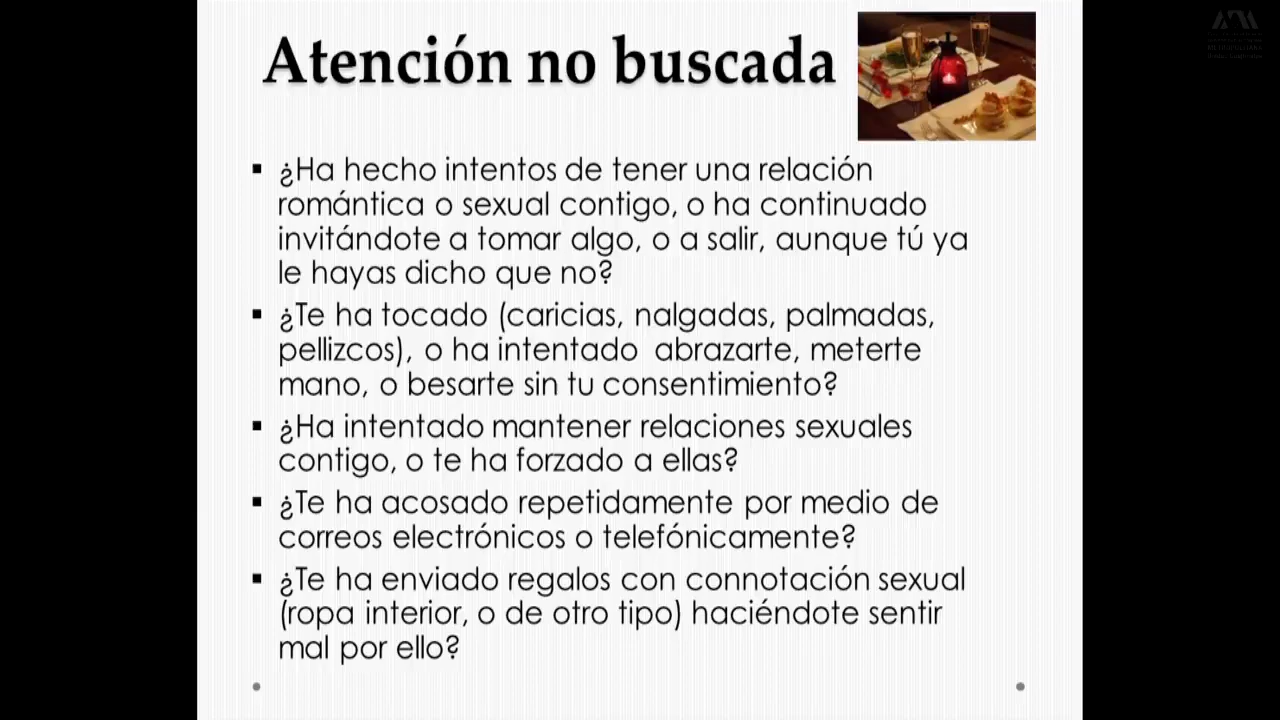 Atención no buscada
▪ ¿Ha hecho intentos de tener una relación
romántica o sexual contigo, o ha continuado
invitándote a tomar algo, o a salir, aunque tú ya
le hayas dicho que no?
▪ ¿Te ha tocado (caricias, nalgadas, palmadas,
pellizcos), o ha intentado abrazarte, meterte
mano, o besarte sin tu consentimiento?
▪ ¿Ha intentado mantener relaciones sexuales
contigo, o te ha forzado a ellas?
▪ ¿Te ha acosado repetidamente por medio de
correos electrónicos o telefónicamente?
▪ ¿Te ha enviado regalos con connotación sexual
(ropa interior, o de otro tipo) haciéndote sentir
mal por ello?